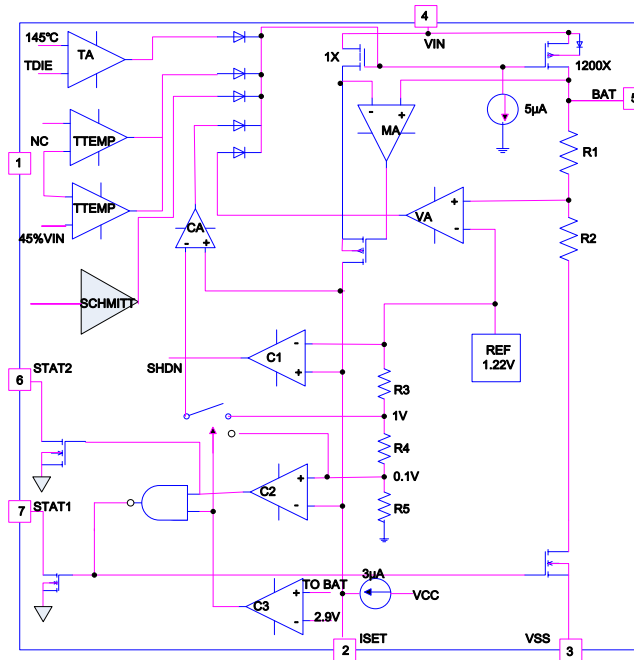 4
145℃
TA
VIN
1X
1200X
TDIE
BAT
5
5µA
- +
MA
R1
NC
TTEMP
1
TTEMP
VA
+
-
R2
CA
- +
45%VIN
SCHMITT
REF
1.22V
-
C1
+
SHDN
R3
STAT2
6
1V
R4
0.1V
+
C2
-
R5
STAT1
7
3µA
TO BAT
+
C3
-
2.9V
VCC
ISET
2
VSS
3